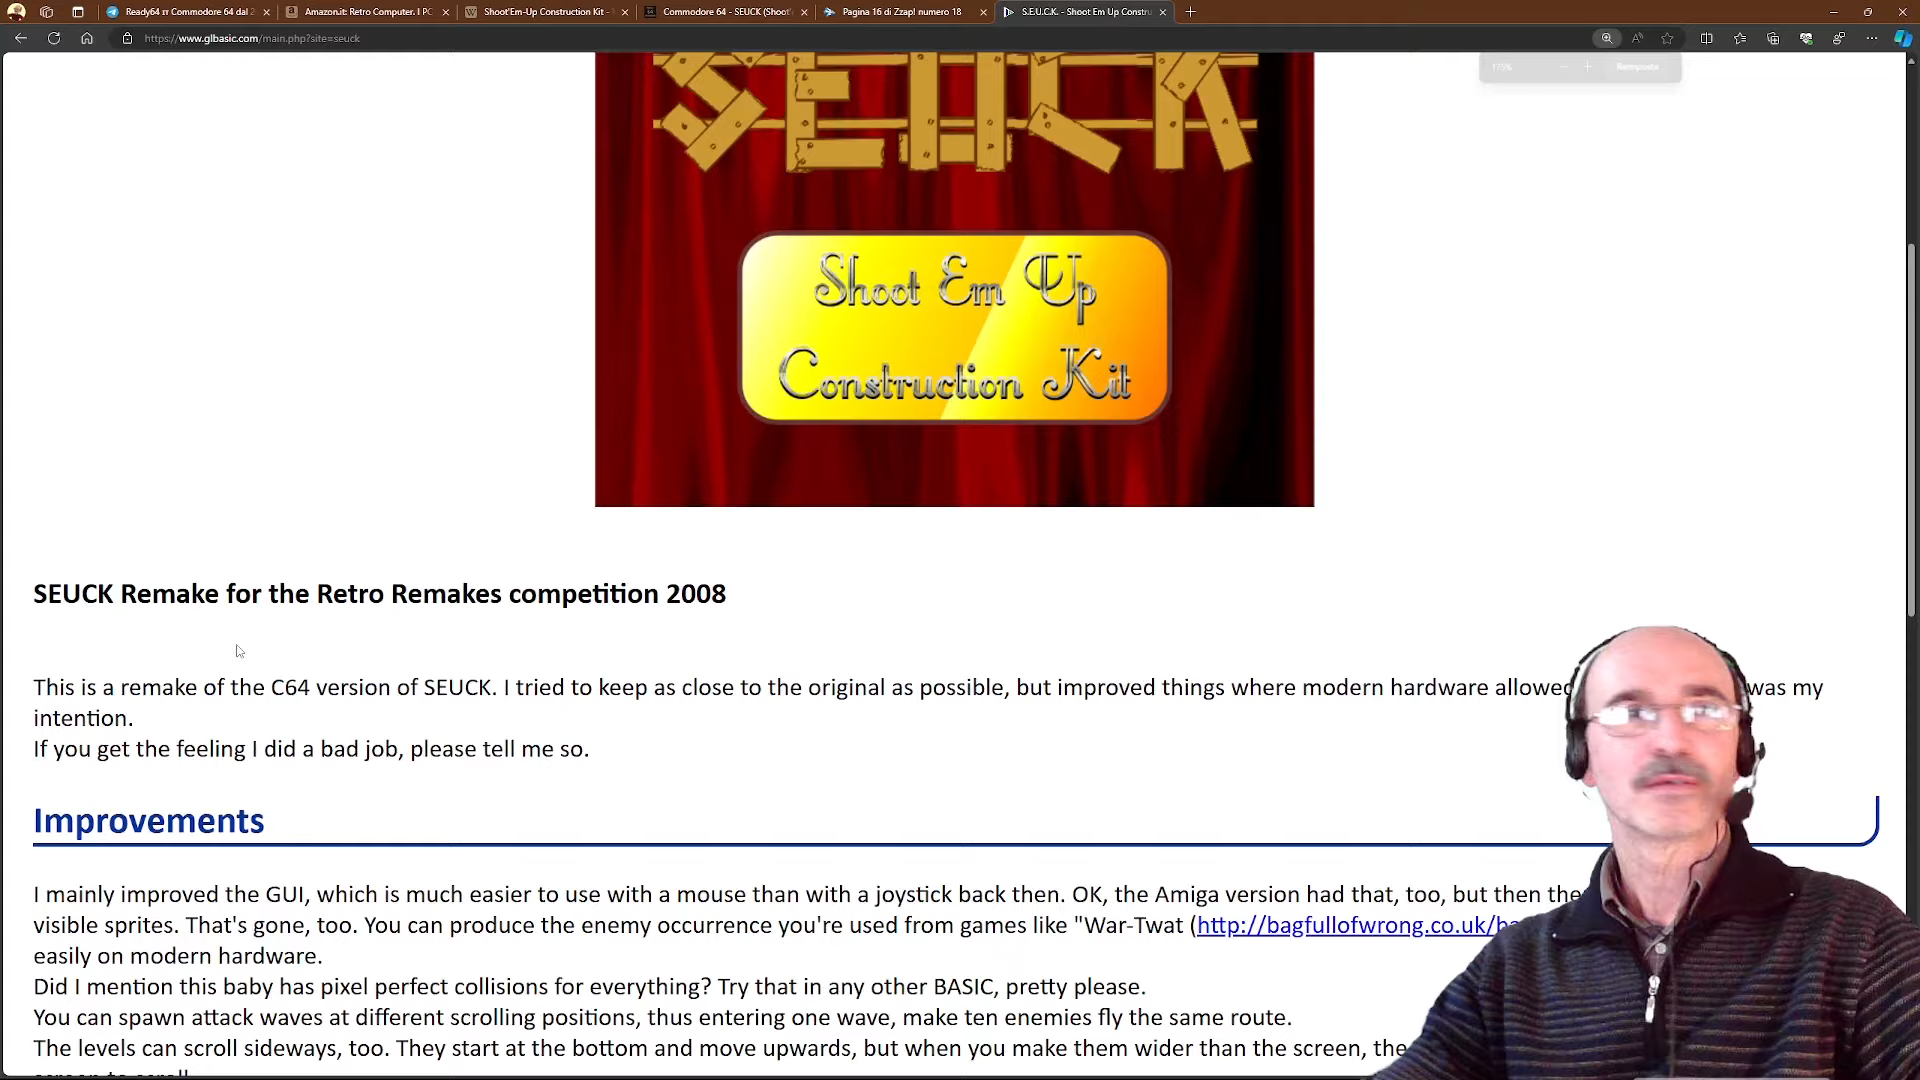 Ready64 rr Commodore 64 dal 2
Amazon.it: Retro Computer. I PC
Shoot'Em-Up Construction Kit -
Commodore 64 - SEUCK (Shoot'
Pagina 16 di Zzap! numero 18
S.E.U.C.K. - Shoot Em Up Constru
https://www.glbasic.com/main.php?site=seuck
175%
SEUCK
Shoot Em Up
Construction Kit
SEUCK Remake for the Retro Remakes competition 2008
This is a remake of the C64 version of SEUCK. I tried to keep as close to the original as possible, but improved things where modern hardware allowed was my
intention.
If you get the feeling I did a bad job, please tell me so.
Improvements
I mainly improved the GUI, which is much easier to use with a mouse than with a joystick back then. OK, the Amiga version had that, too, but then
visible sprites. That's gone, too. You can produce the enemy occurrence you're used from games like "War-Twat (http://bagfullofwrong.co.uk/
easily on modern hardware.
Did I mention this baby has pixel perfect collisions for everything? Try that in any other BASIC, pretty please.
You can spawn attack waves at different scrolling positions, thus entering one wave, make ten enemies fly the same route.
The levels can scroll sideways, too. They start at the bottom and move upwards, but when you make them wider than the screen,
screen to scroll